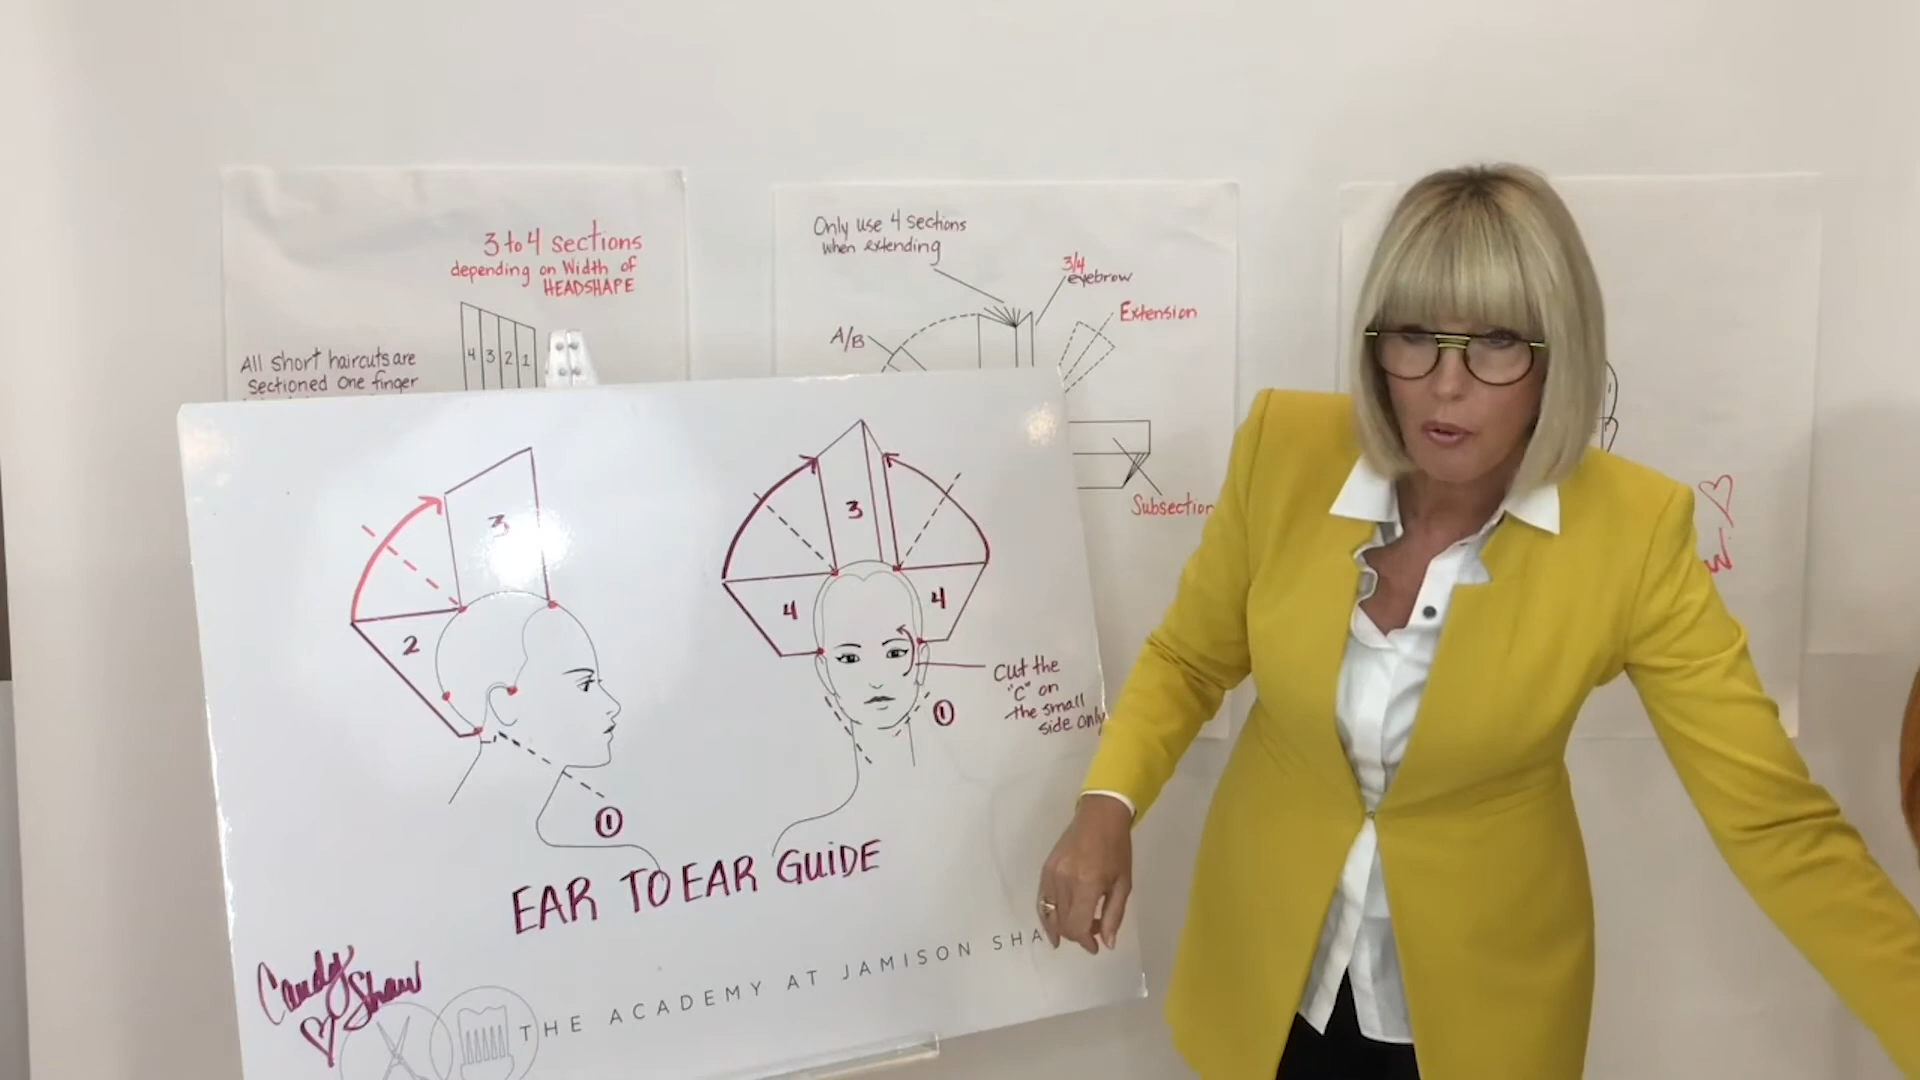 3 to 4 sections
depending on Width of
HEADSHAPE
4 3 2 1
All short haircuts are
Sectioned One finger
Only use 4 sections
when extending
3/4
eyebrow
Extension
A/B
Subsection
W
3
2
1
3
4
4
Cut the
"C" on
the small
side only
1
EAR TO EAR GUIDE
Candy
Shaw
THE ACADEMY AT JAMISON SHA